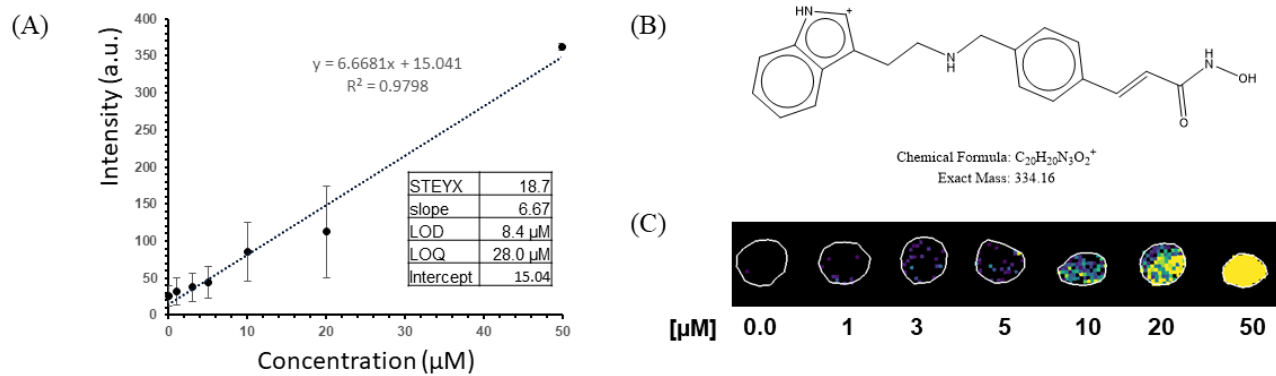 (A)
400
350
300
250
200
150
100
50
0
Intensity (a.u.)
y = 6.6681x + 15.041
R² = 0.9798
STEYX 18.7
slope 6.67
LOD 8.4 µM
LOQ 28.0 µM
Intercept 15.04
0 10 20 30 40 50
Concentration (µM)
(B)
HN
+
N
H
H
N
OH
O
Chemical Formula: C₂₀H₂₀N₃O₂⁺
Exact Mass: 334.16
(C)
[µM] 0.0 1 3 5 10 20 50